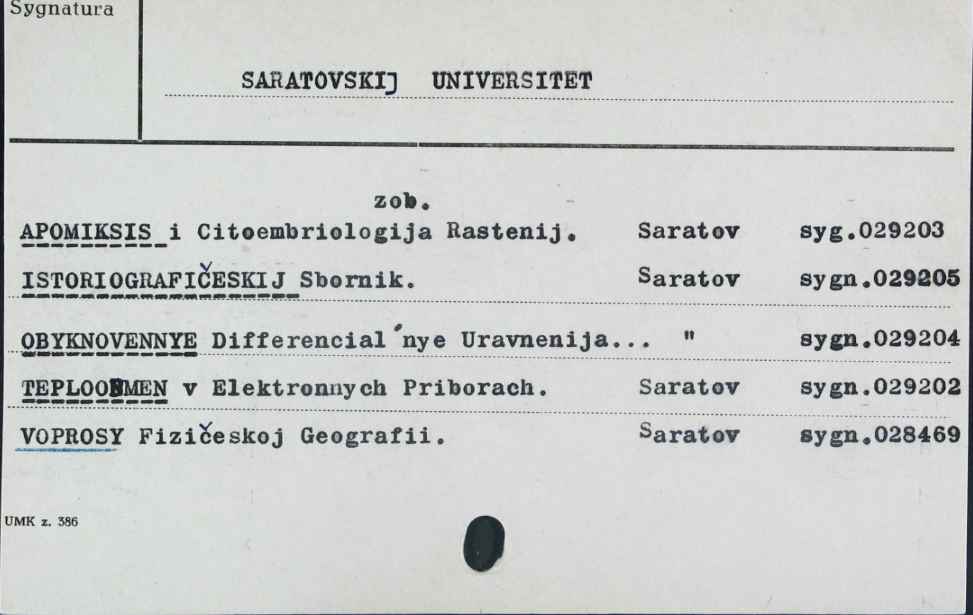 Sygnatura
SARATOVSKIJ UNIVERSITET
zob.
APOMIKSIS i Citoembriologija Rastenij. Saratov syg.029203
ISTORIOGRAFIČESKIJ Sbornik. Saratov sygn.029205
OBYKNOVENNYE Differencial'nye Uravnenija... " sygn.029204
TEPLOOBMEN v Elektronnych Priborach. Saratov sygn.029202
VOPROSY Fizičeskoj Geografii. Saratov sygn.028469
UMK z. 386